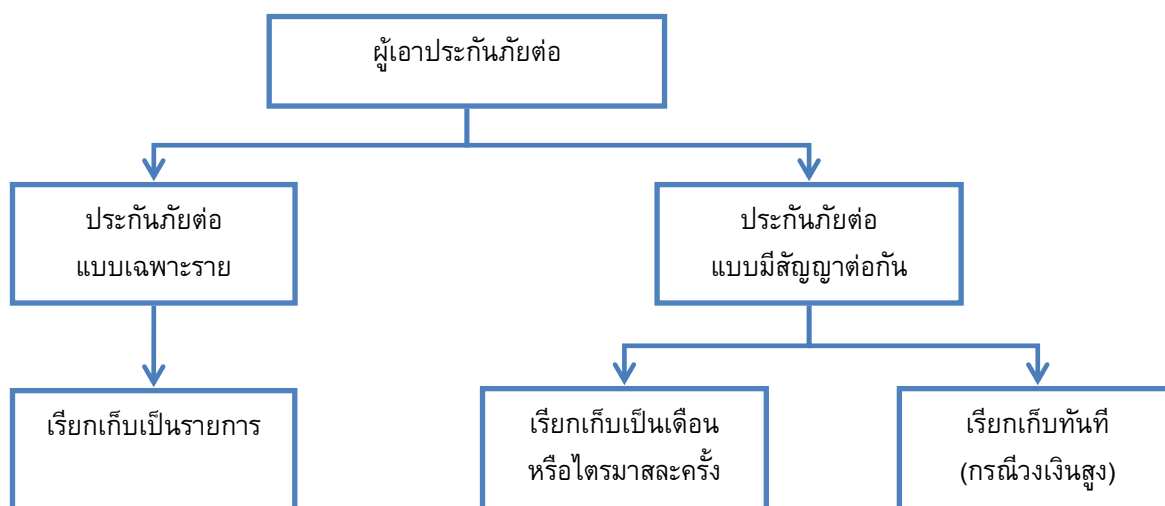 ผู้เอาประกันภัยต่อ
ประกันภัยต่อ
แบบเฉพาะราย
ประกันภัยต่อ
แบบมีสัญญาต่อกัน
เรียกเก็บเป็นรายการ
เรียกเก็บเป็นเดือน
หรือไตรมาสละครั้ง
เรียกเก็บทันที
(กรณีวงเงินสูง)